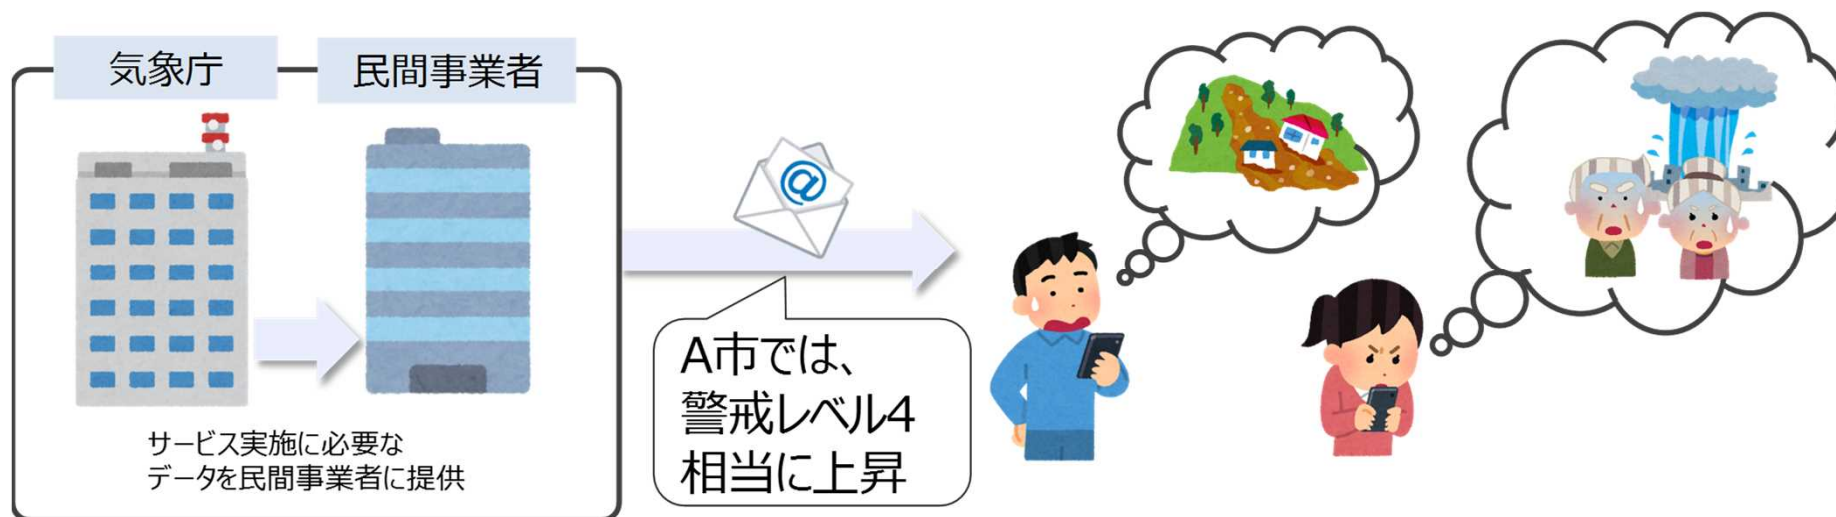 気象庁
民間事業者
サービス実施に必要な
データを民間事業者に提供
@
A市では、
警戒レベル4
相当に上昇